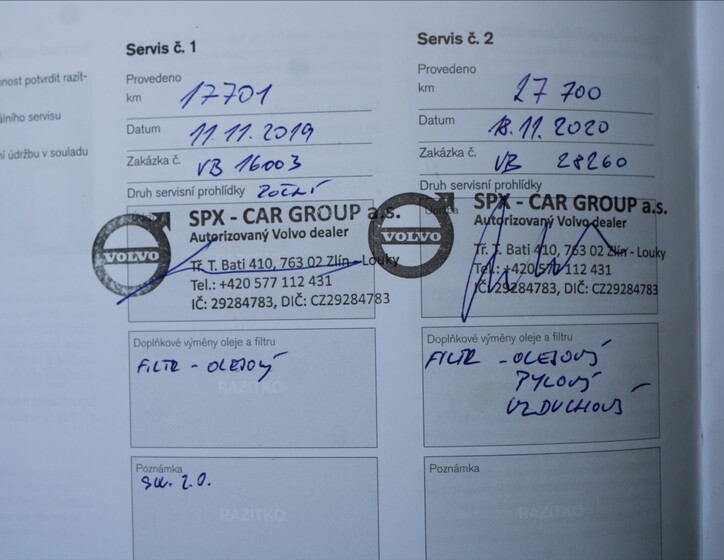 nost potvrdit razít-
álního servisu
ní údržbu v souladu
Servis č. 1
Provedeno
km 17701
Datum 11.11.2019
Zakázka č. VB 16003
Druh servisní prohlídky ROČNÍ
VOLVO
SPX - CAR GROUP a.s.
Autorizovaný Volvo dealer
Tř. T. Bati 410, 763 02 Zlín - Louky
Tel.: +420 577 112 431
IČ: 29284783, DIČ: CZ29284783
Doplňkové výměny oleje a filtru
FILTR - OLEJOVÝ
RAZÍTKO
Poznámka
RAZÍTKO
Servis č. 2
Provedeno
km 27 700
Datum 18.11.2020
Zakázka č. VB 28260
Druh servisní prohlídky
VOLVO
SPX - CAR GROUP a.s.
Autorizovaný Volvo dealer
Tř. T. Bati 410, 763 02 Zlín - Louky
Tel.: +420 577 112 431
IČ: 29284783, DIČ: CZ29284783
Doplňkové výměny oleje a filtru
FILTR - OLEJOVÝ
PYLOVÝ
VZDUCHOVÝ
Poznámka
RAZÍTKO